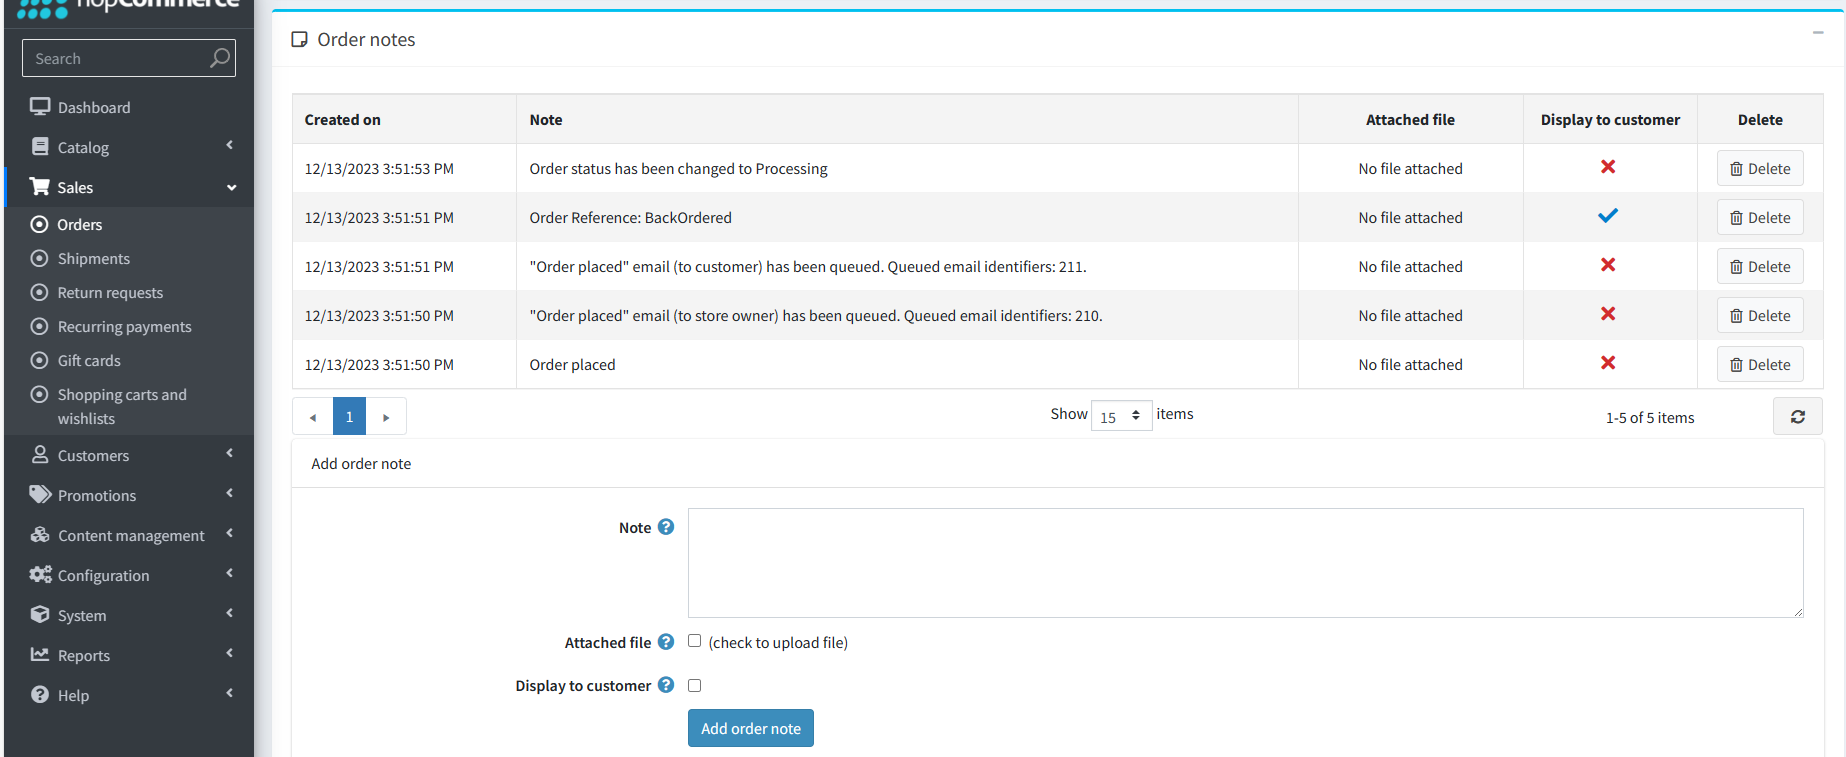 nopCommerce
Search
Dashboard
Catalog
Sales
Orders
Shipments
Return requests
Recurring payments
Gift cards
Shopping carts and
wishlists
Customers
Promotions
Content management
Configuration
System
Reports
Help
Order notes
Created on Note Attached file Display to customer Delete
12/13/2023 3:51:53 PM Order status has been changed to Processing No file attached Delete
12/13/2023 3:51:51 PM Order Reference: BackOrdered No file attached Delete
12/13/2023 3:51:51 PM "Order placed" email (to customer) has been queued. Queued email identifiers: 211. No file attached Delete
12/13/2023 3:51:50 PM "Order placed" email (to store owner) has been queued. Queued email identifiers: 210. No file attached Delete
12/13/2023 3:51:50 PM Order placed No file attached Delete
1 Show 15 items 1-5 of 5 items
Add order note
Note
Attached file (check to upload file)
Display to customer
Add order note